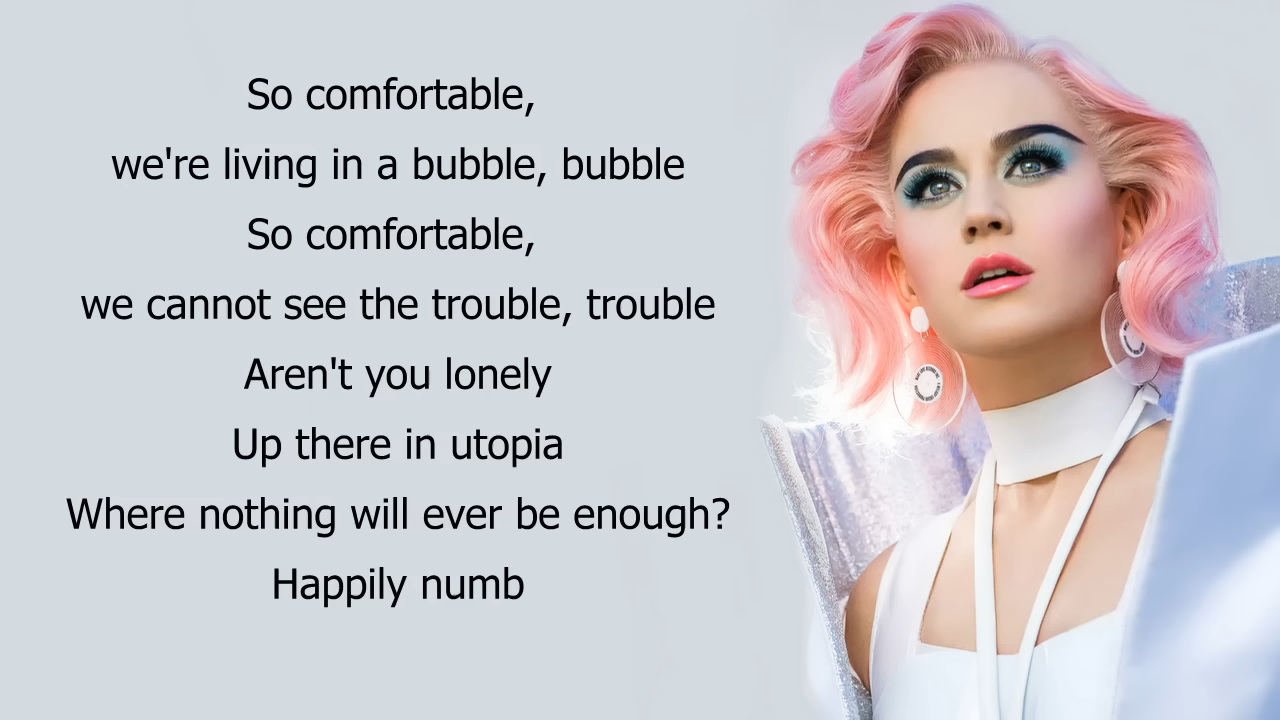 So comfortable,
we're living in a bubble, bubble
So comfortable,
we cannot see the trouble, trouble
Aren't you lonely
Up there in utopia
Where nothing will ever be enough?
Happily numb